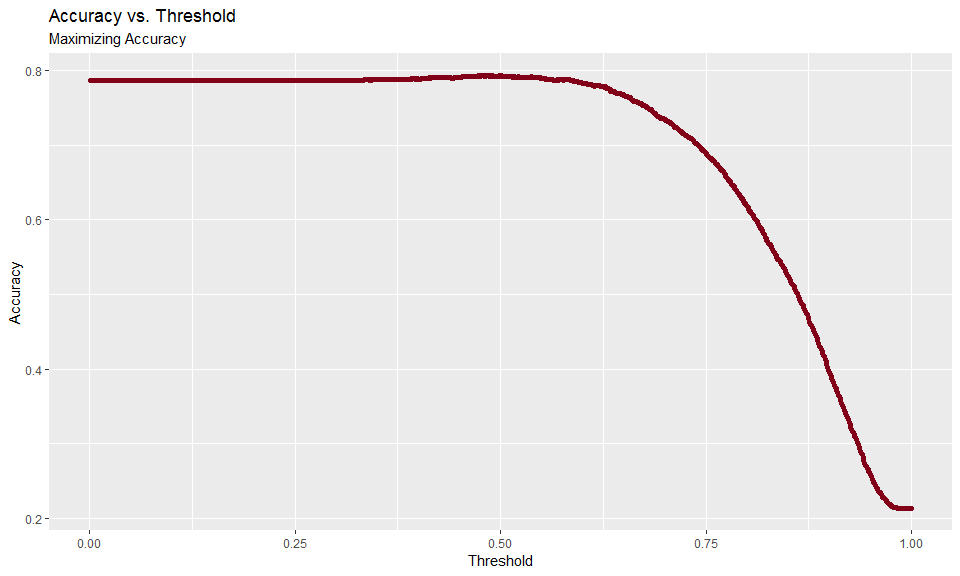 Accuracy vs. Threshold
Maximizing Accuracy
0.8
0.6
0.4
0.2
Accuracy
0.00 0.25 0.50 0.75 1.00
Threshold